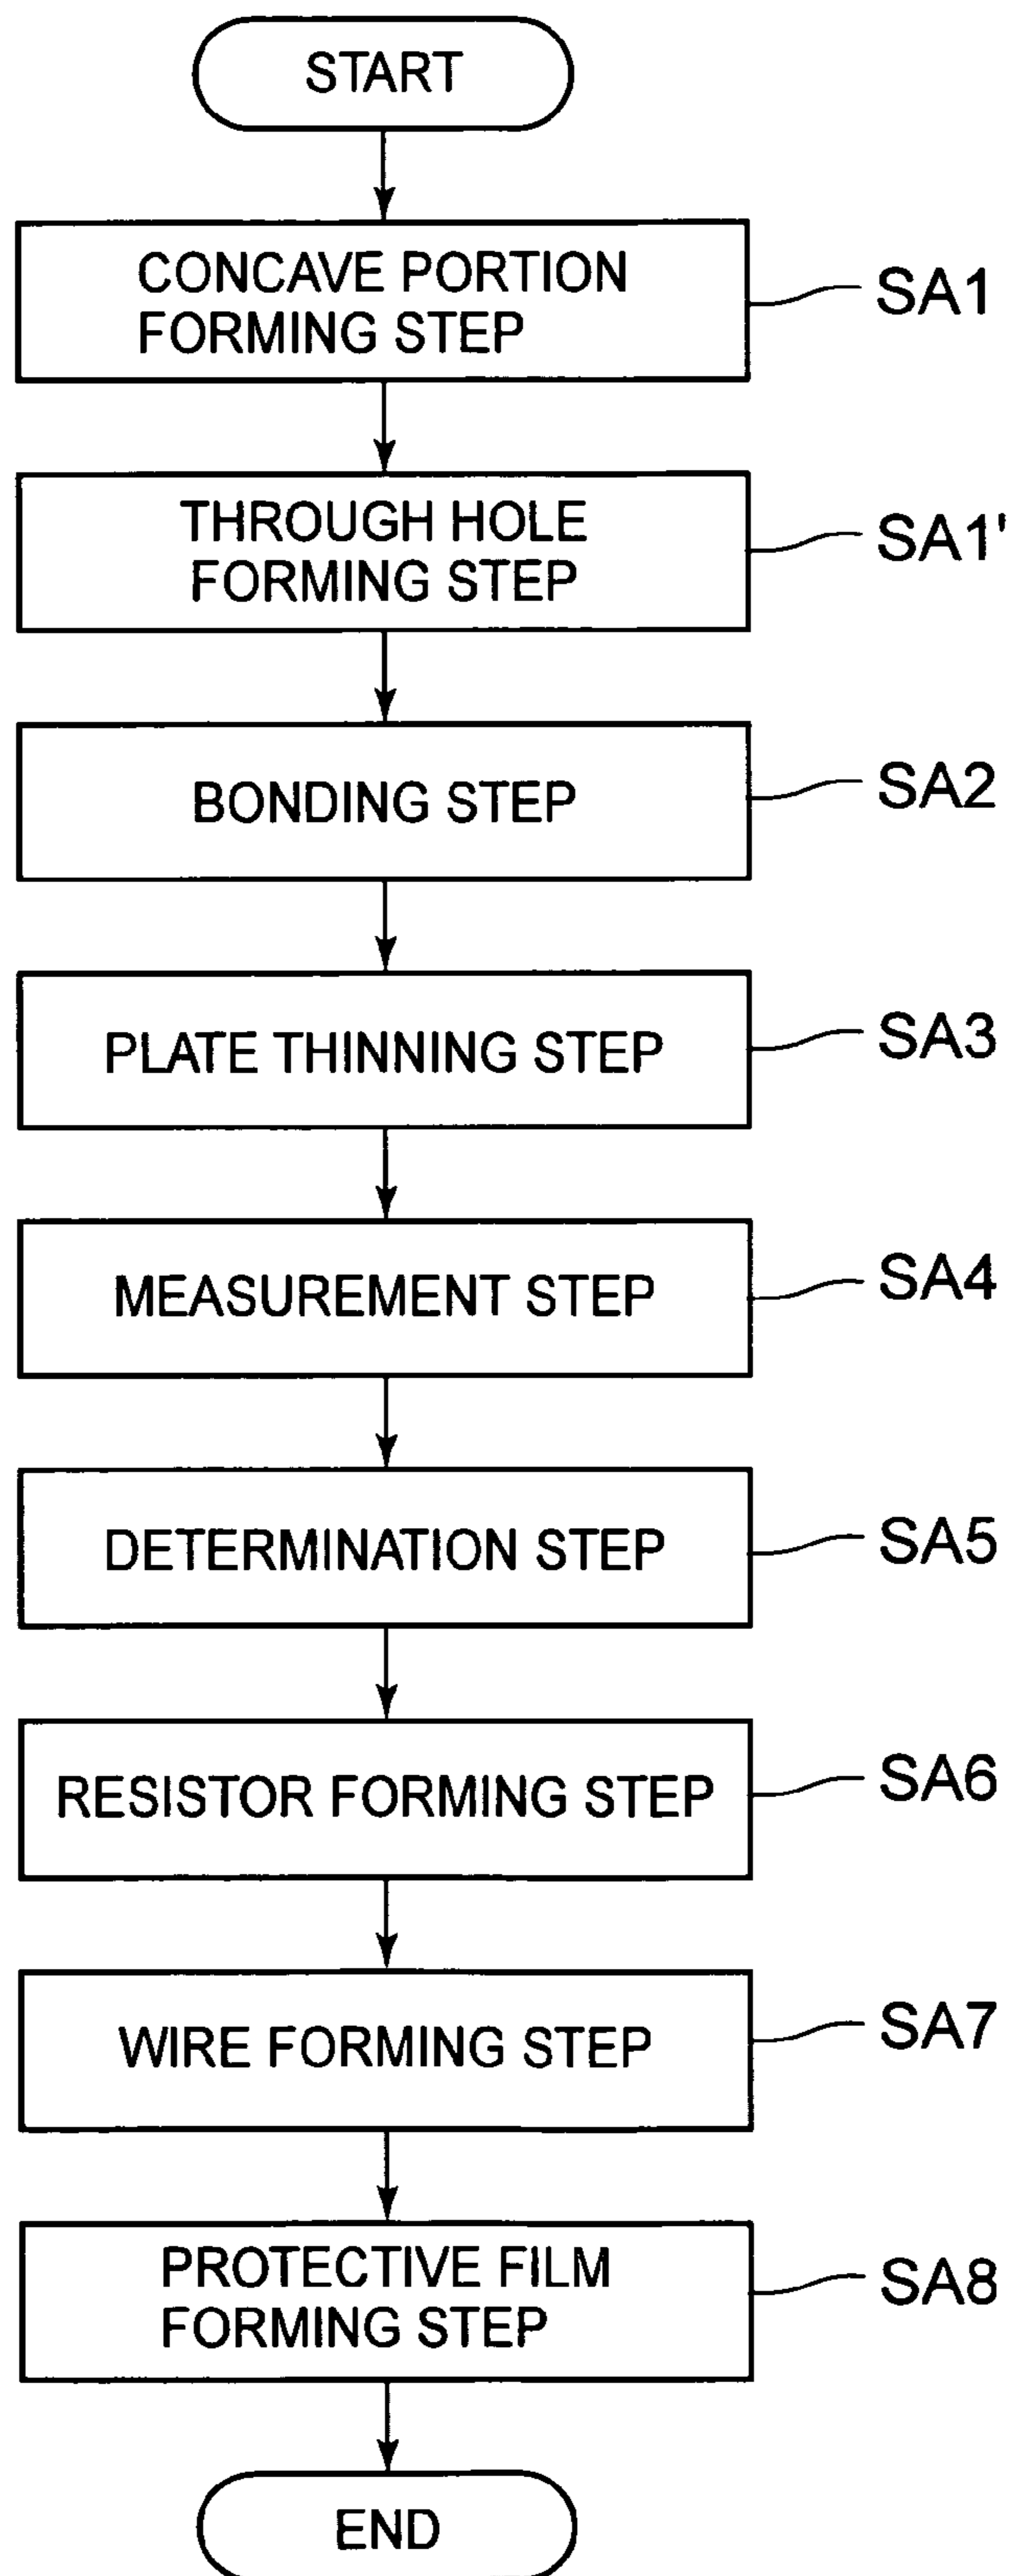 START
CONCAVE PORTION
FORMING STEP
SA1
THROUGH HOLE
FORMING STEP
SA1'
BONDING STEP
SA2
PLATE THINNING STEP
SA3
MEASUREMENT STEP
SA4
DETERMINATION STEP
SA5
RESISTOR FORMING STEP
SA6
WIRE FORMING STEP
SA7
PROTECTIVE FILM
FORMING STEP
SA8
END